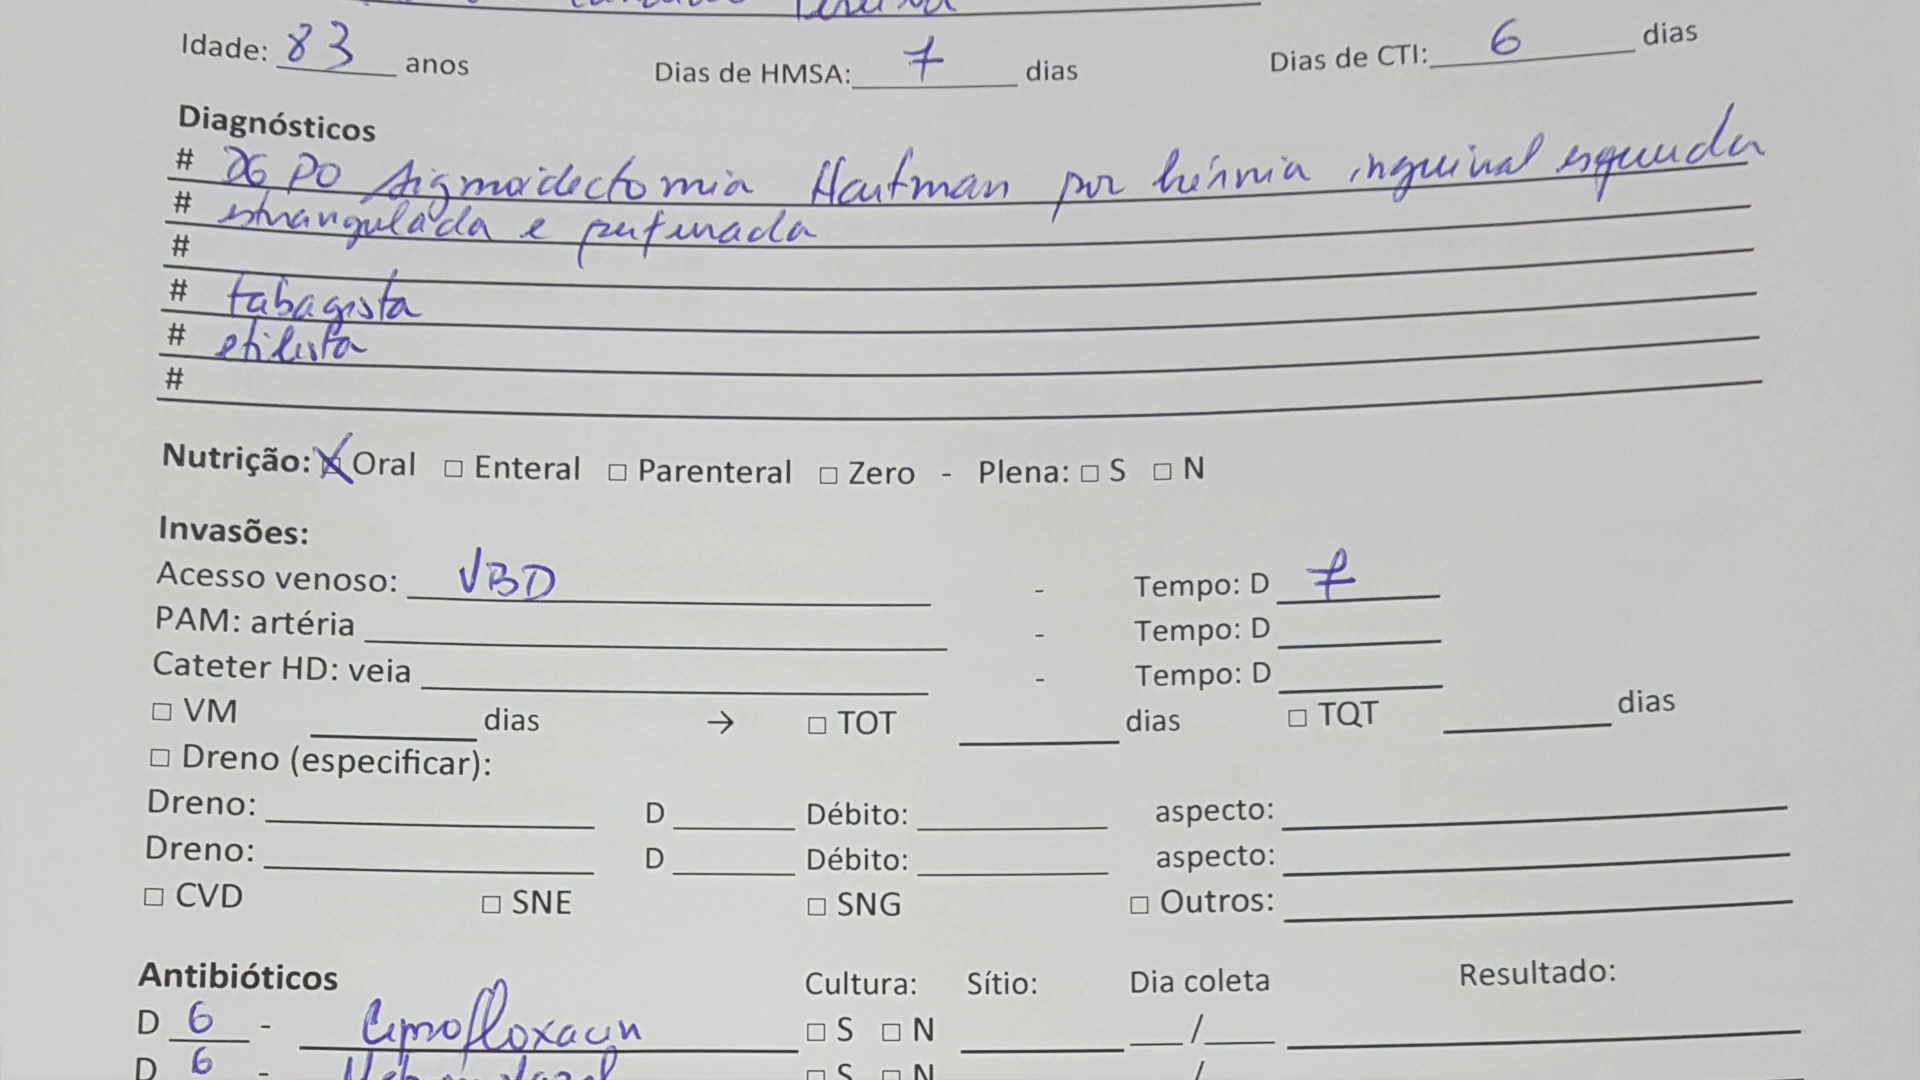 Idade: 83 anos Dias de HMSA: 7 dias Dias de CTI: 6 dias
Diagnósticos
# D6 PO sigmoidectomia Hartman por hérnia inguinal esquerda
# estrangulada e perfurada
#
# tabagista
# etilista
#
Nutrição: ☒ Oral □ Enteral □ Parenteral □ Zero - Plena: □ S □ N
Invasões:
Acesso venoso: VBD - Tempo: D 7
PAM: artéria - Tempo: D
Cateter HD: veia - Tempo: D
□ VM dias → □ TOT dias □ TQT dias
□ Dreno (especificar):
Dreno: D Débito: aspecto:
Dreno: D Débito: aspecto:
□ CVD □ SNE □ SNG □ Outros:
Antibióticos Cultura: Sítio: Dia coleta Resultado:
D 6 - Ciprofloxacin □ S □ N /
D 6 - □ S □ N /